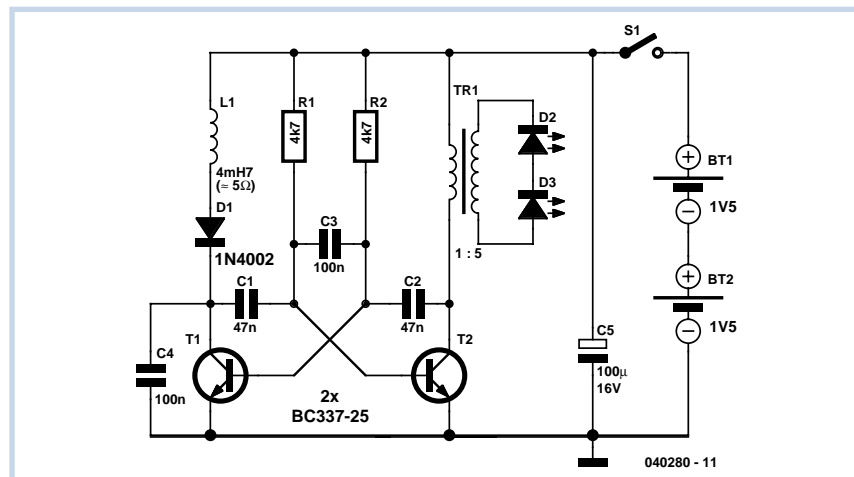 S1
L1
R1
R2
TR1
D2
4k7
4k7
BT1
4mH7
(= 5Ω)
D3
1V5
D1
C3
1N4002
100n
1 : 5
BT2
C1
C2
47n
47n
1V5
T1
T2
C5
C4
100µ
16V
100n
2x
BC337-25
040280 - 11